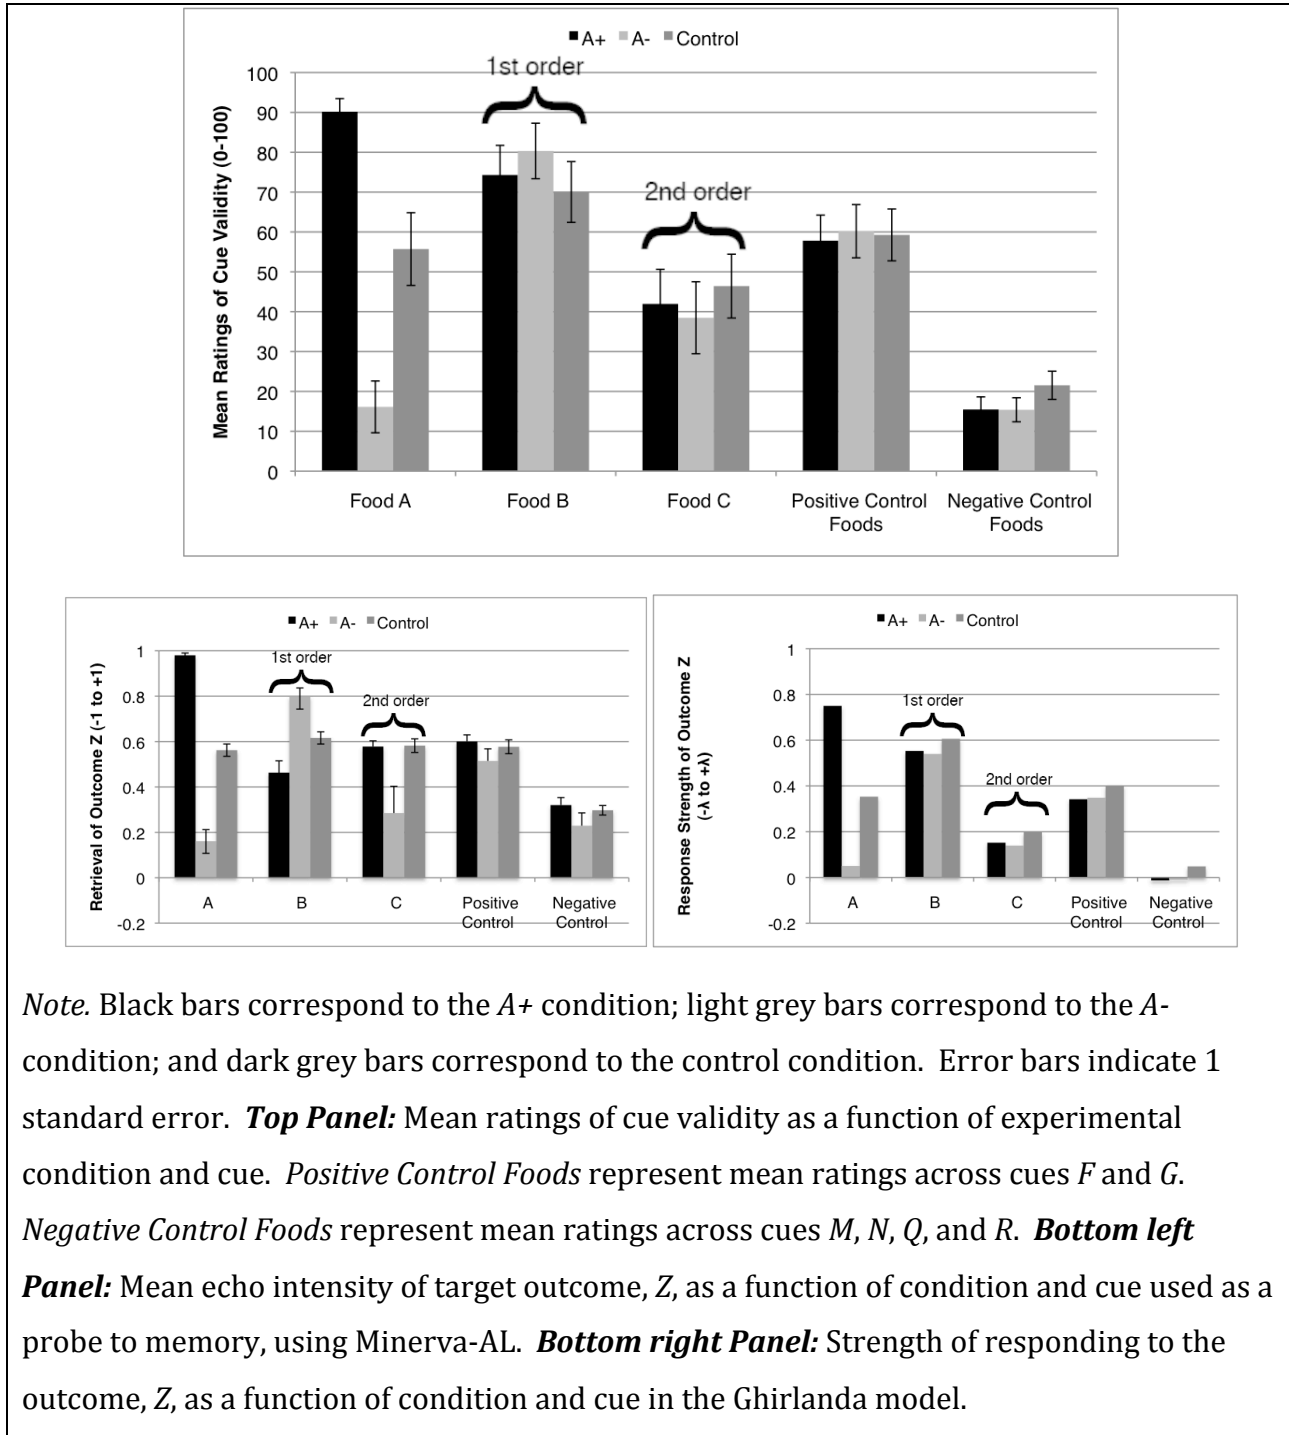 A+ A- Control
1st order
2nd order
Mean Ratings of Cue Validity (0-100)
100
90
80
70
60
50
40
30
20
10
0
Food A
Food B
Food C
Positive Control
Foods
Negative Control
Foods
A+ A- Control
1st order
2nd order
Retrieval of Outcome Z (-1 to +1)
1
0.8
0.6
0.4
0.2
0
-0.2
A
B
C
Positive
Control
Negative
Control
A+ A- Control
1st order
2nd order
Response Strength of Outcome Z
(-λ to +λ)
1
0.8
0.6
0.4
0.2
0
-0.2
A
B
C
Positive
Control
Negative
Control
Note. Black bars correspond to the A+ condition; light grey bars correspond to the A-
condition; and dark grey bars correspond to the control condition. Error bars indicate 1
standard error. Top Panel: Mean ratings of cue validity as a function of experimental
condition and cue. Positive Control Foods represent mean ratings across cues F and G.
Negative Control Foods represent mean ratings across cues M, N, Q, and R. Bottom left
Panel: Mean echo intensity of target outcome, Z, as a function of condition and cue used as a
probe to memory, using Minerva-AL. Bottom right Panel: Strength of responding to the
outcome, Z, as a function of condition and cue in the Ghirlanda model.